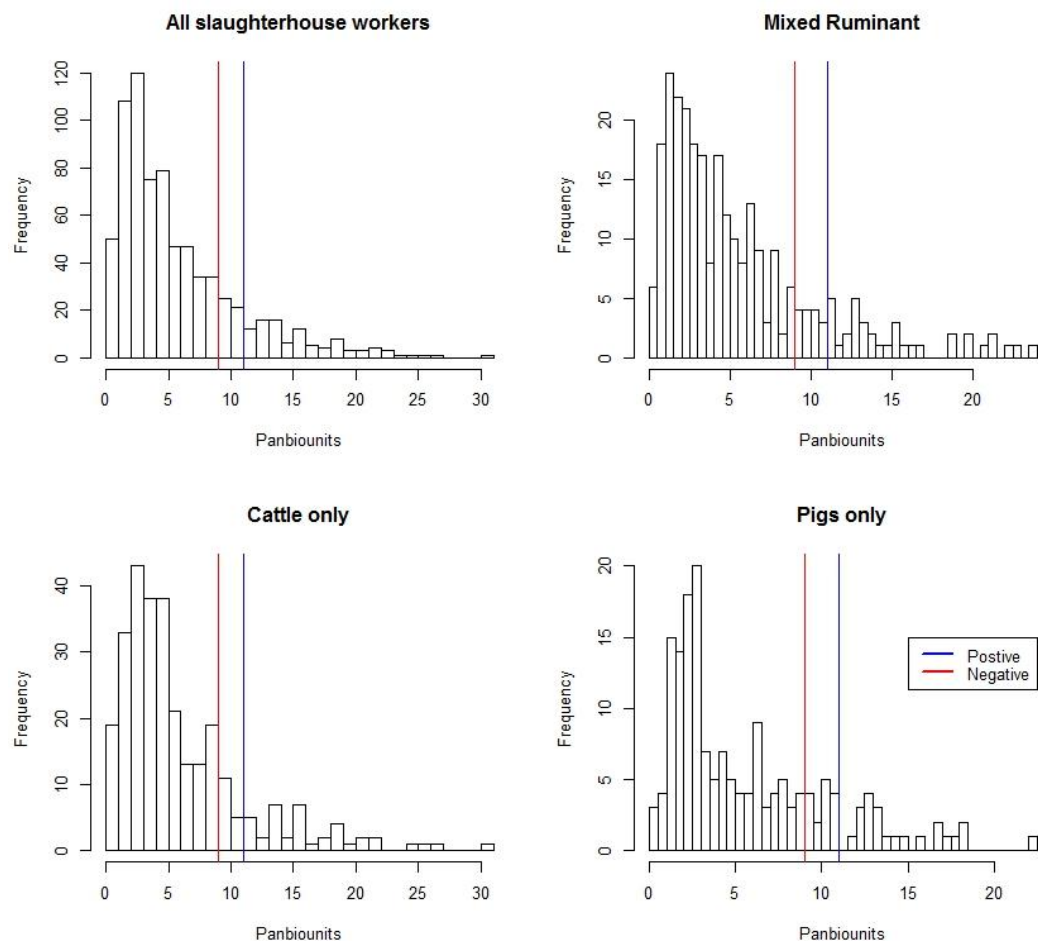 All slaughterhouse workers
Frequency
0 20 40 60 80 100 120
0 5 10 15 20 25 30
Panbiounits
Mixed Ruminant
Frequency
0 5 10 15 20
0 5 10 15 20
Panbiounits
Cattle only
Frequency
0 10 20 30 40
0 5 10 15 20 25 30
Panbiounits
Pigs only
Frequency
0 5 10 15 20
Postive
Negative
0 5 10 15 20
Panbiounits